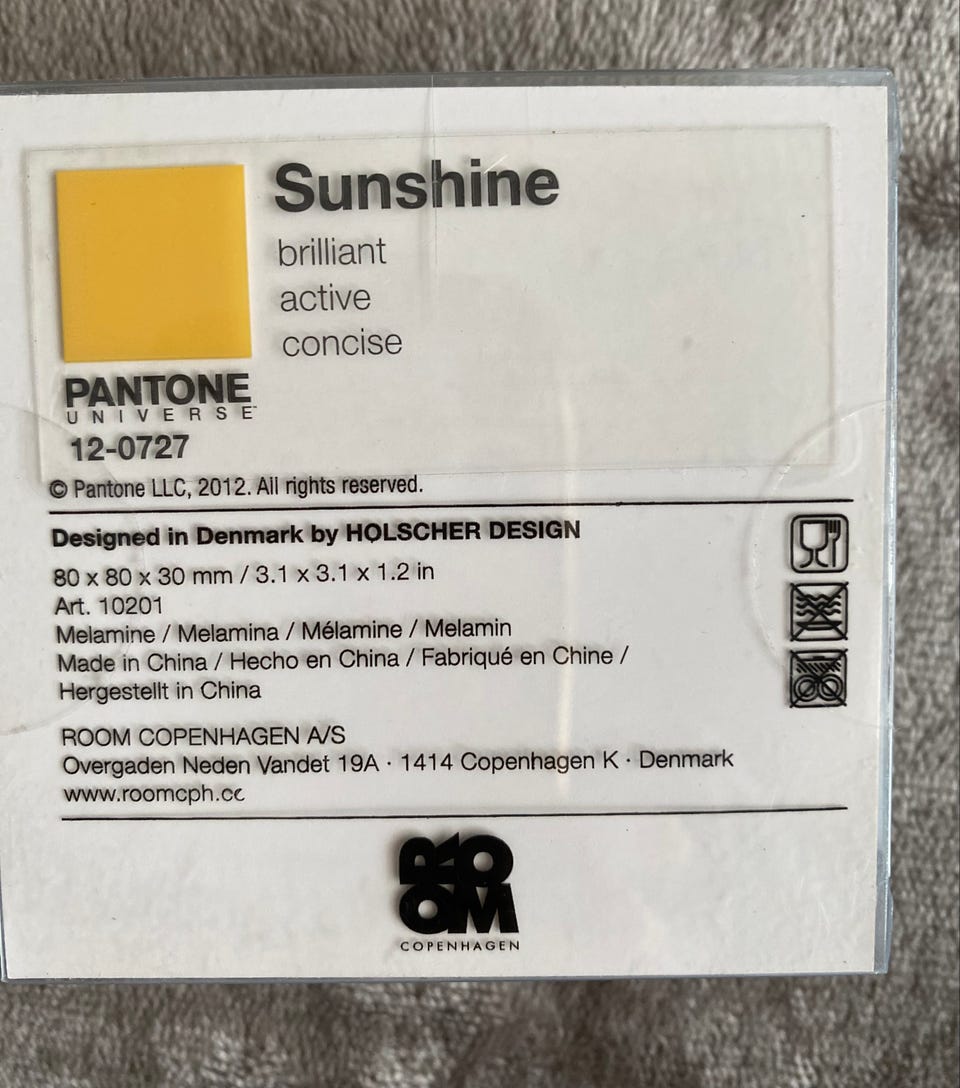 Sunshine
brilliant
active
concise
PANTONE
UNIVERSE™
12-0727
© Pantone LLC, 2012. All rights reserved.
Designed in Denmark by HOLSCHER DESIGN
80 x 80 x 30 mm / 3.1 x 3.1 x 1.2 in
Art. 10201
Melamine / Melamina / Mélamine / Melamin
Made in China / Hecho en China / Fabriqué en Chine /
Hergestellt in China
ROOM COPENHAGEN A/S
Overgaden Neden Vandet 19A · 1414 Copenhagen K · Denmark
www.roomcph.cc
ROOM
COPENHAGEN